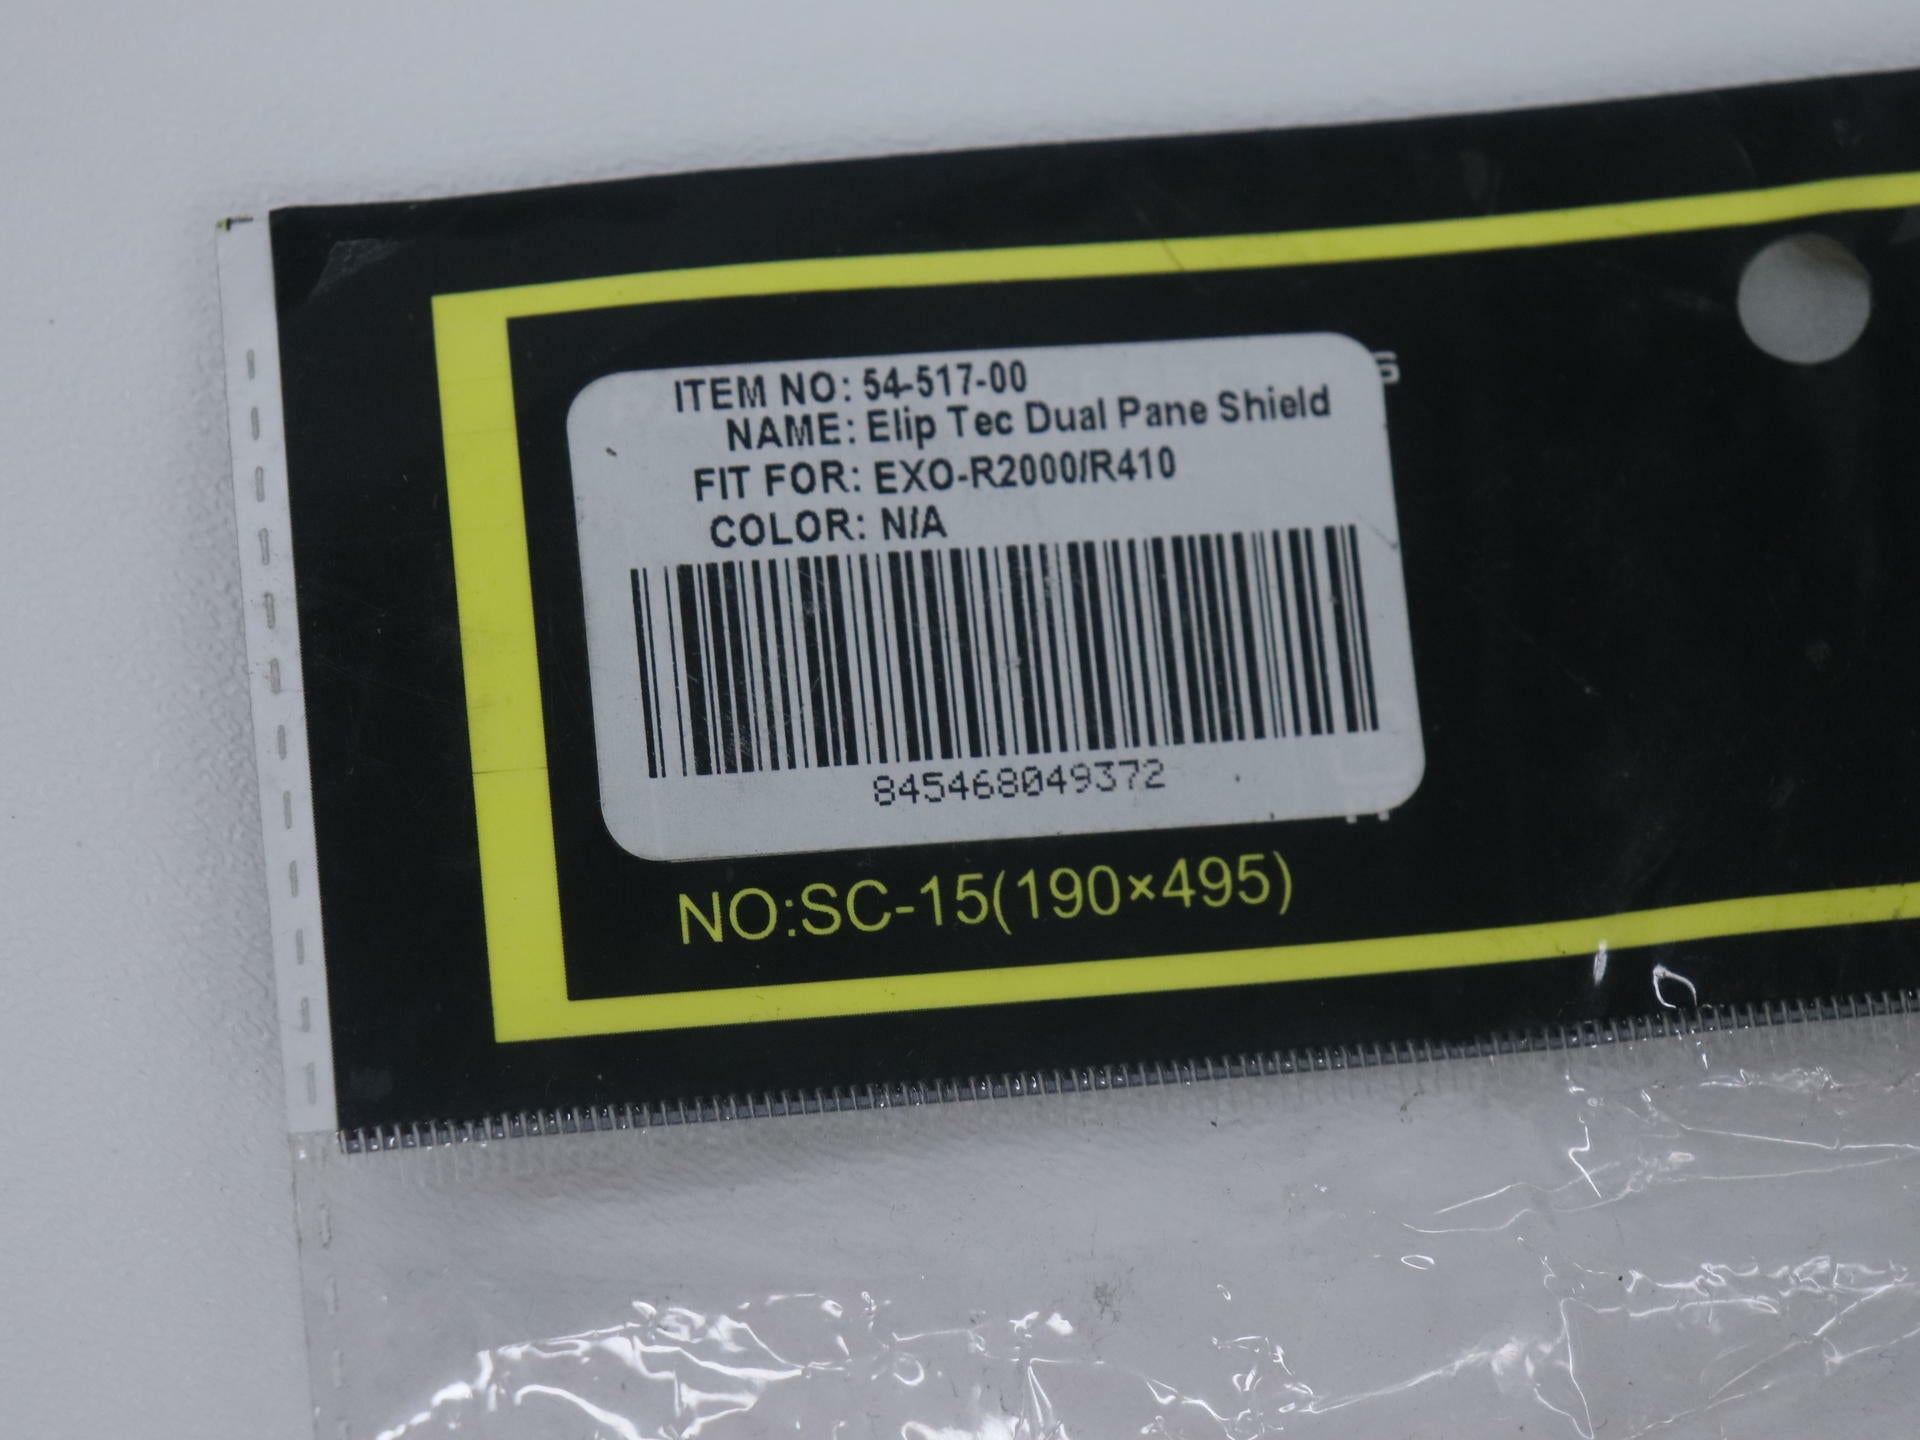 ITEM NO: 54-517-00
NAME: Elip Tec Dual Pane Shield
FIT FOR: EXO-R2000/R410
COLOR: N/A
845468049372
NO:SC-15(190×495)